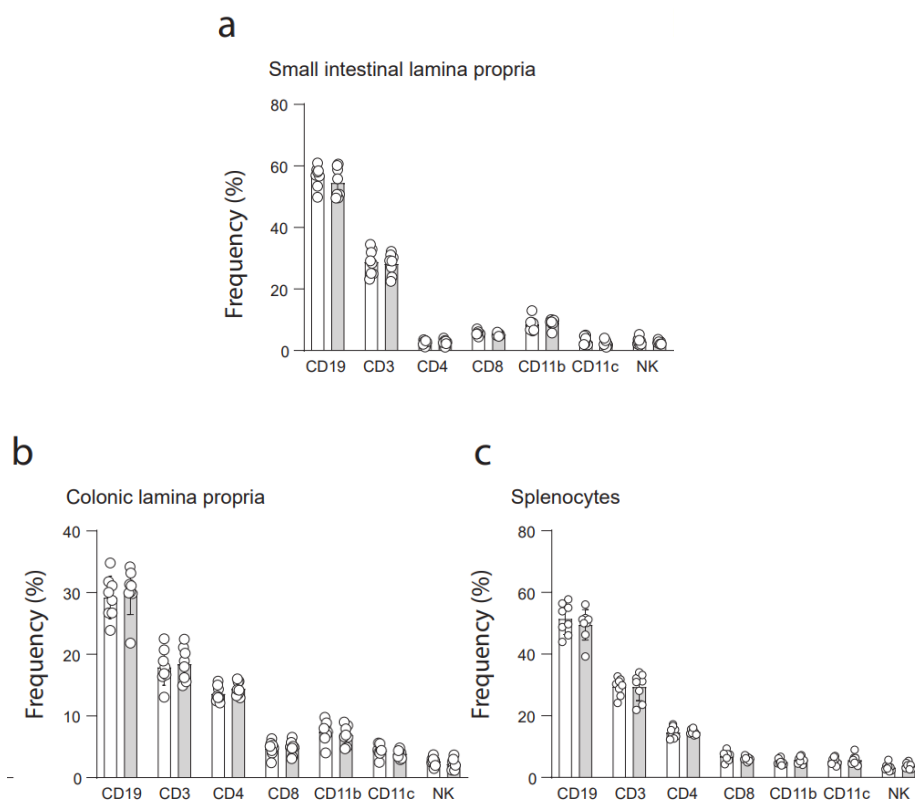 a
Small intestinal lamina propria
Frequency (%)
80
60
40
20
0
CD19 CD3 CD4 CD8 CD11b CD11c NK
b
Colonic lamina propria
Frequency (%)
40
30
20
10
0
CD19 CD3 CD4 CD8 CD11b CD11c NK
c
Splenocytes
Frequency (%)
80
60
40
20
0
CD19 CD3 CD4 CD8 CD11b CD11c NK